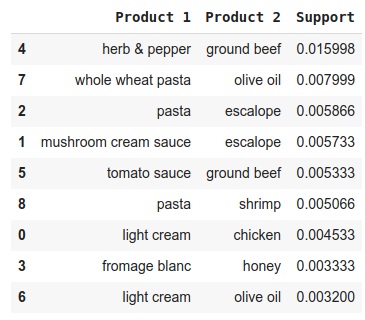 Product 1 Product 2 Support
4 herb & pepper ground beef 0.015998
7 whole wheat pasta olive oil 0.007999
2 pasta escalope 0.005866
1 mushroom cream sauce escalope 0.005733
5 tomato sauce ground beef 0.005333
8 pasta shrimp 0.005066
0 light cream chicken 0.004533
3 fromage blanc honey 0.003333
6 light cream olive oil 0.003200